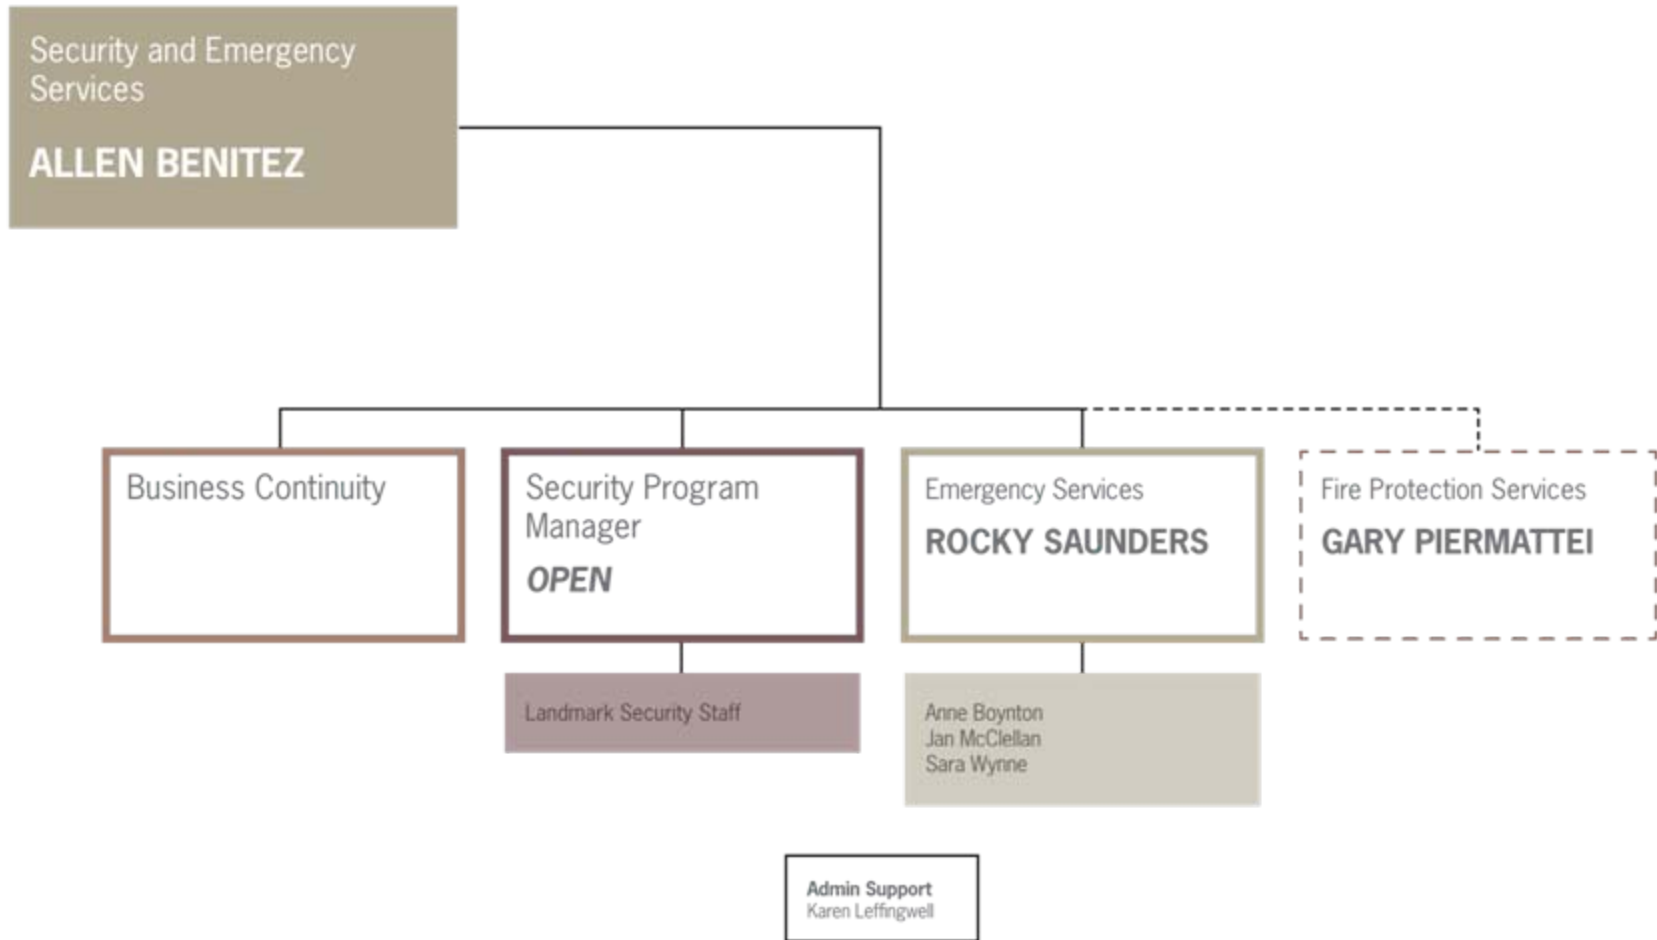 Security and Emergency
Services
ALLEN BENITEZ
Business Continuity
Security Program
Manager
OPEN
Landmark Security Staff
Emergency Services
ROCKY SAUNDERS
Anne Boynton
Jan McClellan
Sara Wynne
Fire Protection Services
GARY PIERMATTEI
Admin Support
Karen Leffingwell